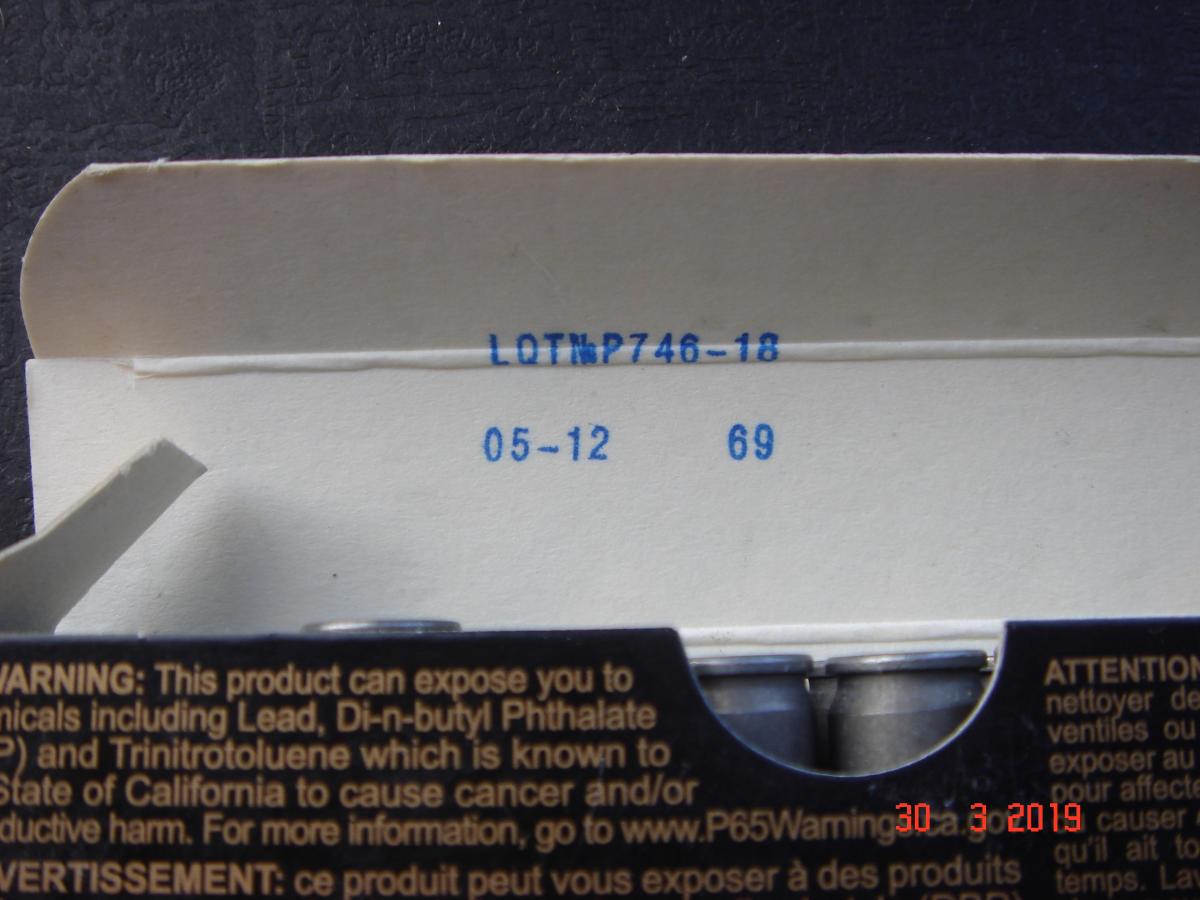 LOT№P746-18
05-12 69
WARNING: This product can expose you to
micals including Lead, Di-n-butyl Phthalate
P) and Trinitrotoluene which is known to
State of California to cause cancer and/or
ductive harm. For more information, go to www.P65Warnings.ca.gov
VERTISSEMENT: ce produit peut vous exposer à des produits
ATTENTION
nettoyer de
ventiles ou
exposer au
pour affecte
causer
qu'il ait to
temps. Lav
30 3 2019